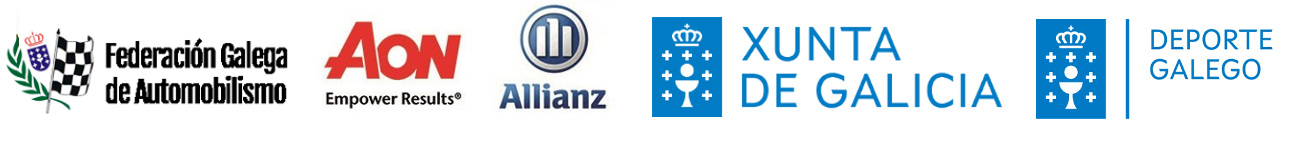 Federación Galega
de Automobilismo
AON
Empower Results®
Allianz
XUNTA
DE GALICIA
DEPORTE
GALEGO